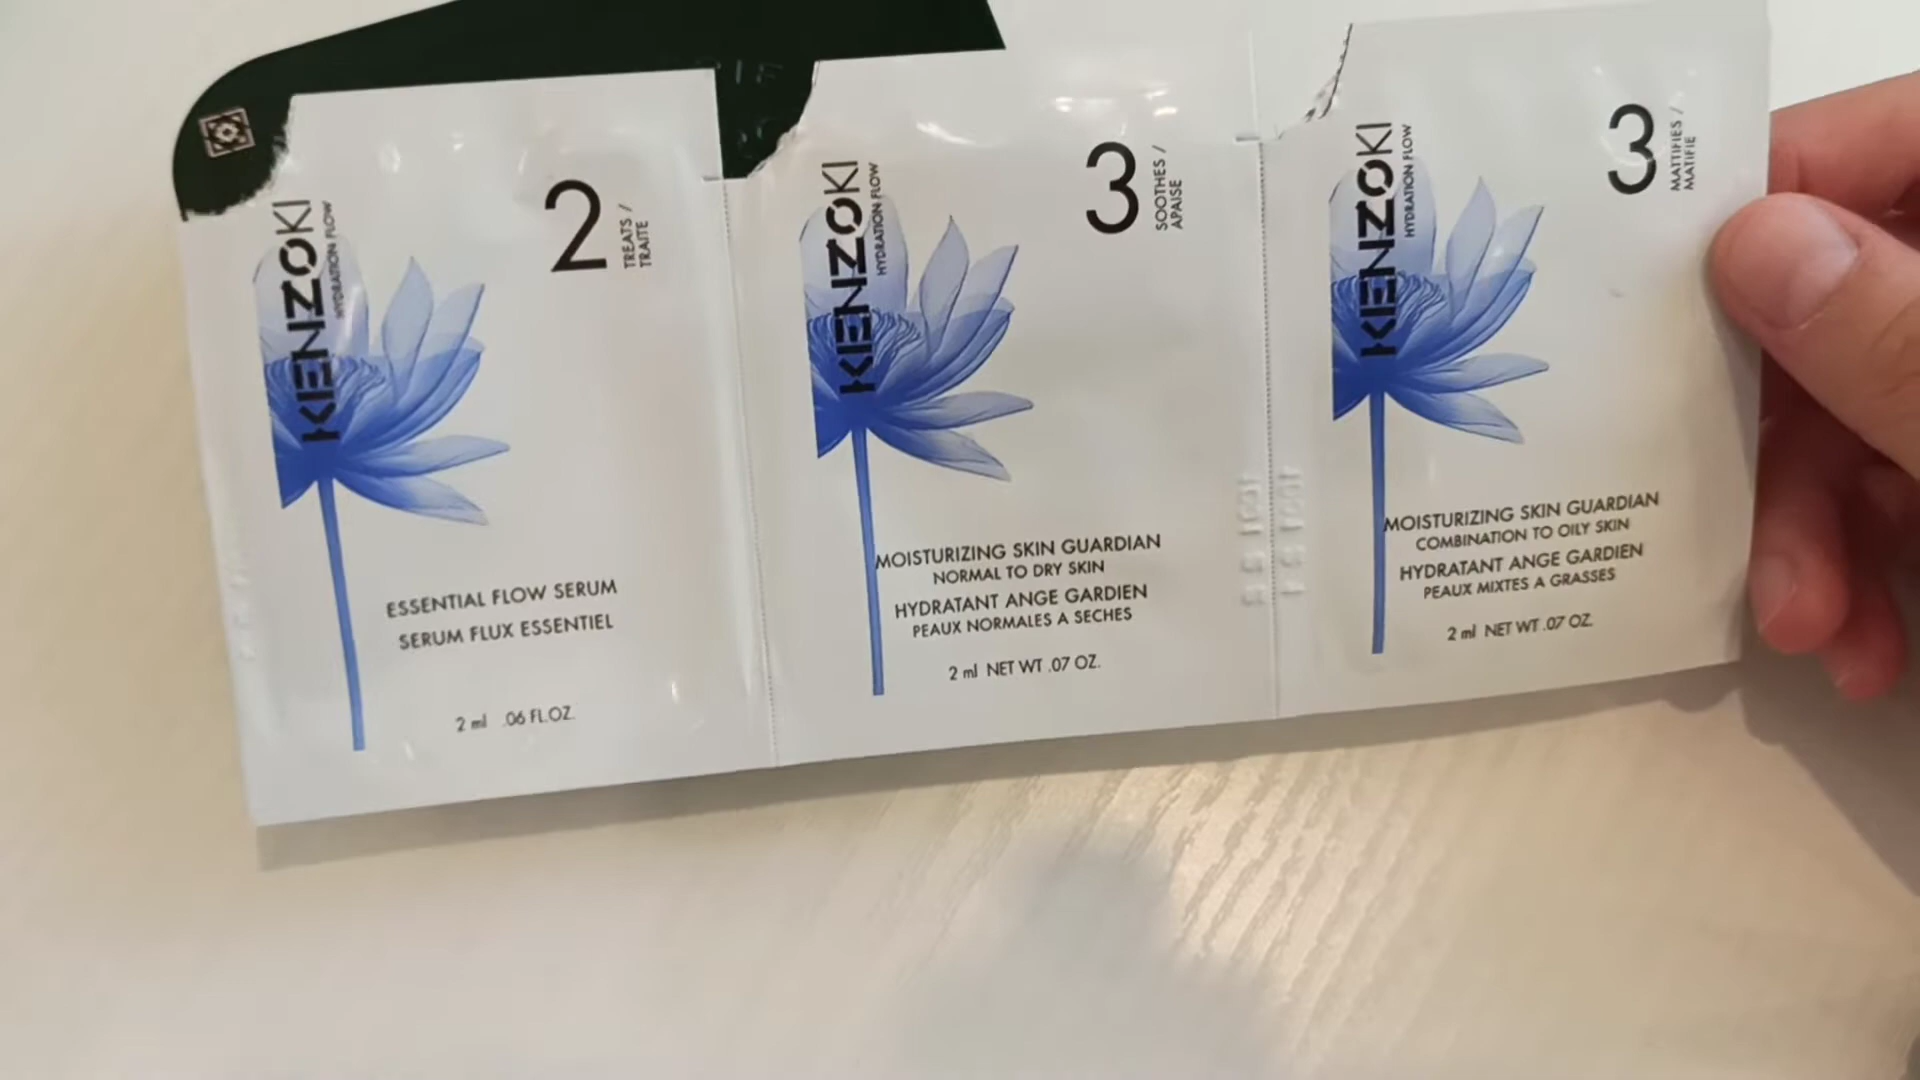 KENZOKI
HYDRATION FLOW
2
TREATS /
TRAITE
ESSENTIAL FLOW SERUM
SERUM FLUX ESSENTIEL
2 ml .06 FL.OZ.
KENZOKI
HYDRATION FLOW
3
SOOTHES /
APAISE
MOISTURIZING SKIN GUARDIAN
NORMAL TO DRY SKIN
HYDRATANT ANGE GARDIEN
PEAUX NORMALES A SECHES
2 ml NET WT .07 OZ.
KENZOKI
HYDRATION FLOW
3
MATTIFIES /
MATIFIE
MOISTURIZING SKIN GUARDIAN
COMBINATION TO OILY SKIN
HYDRATANT ANGE GARDIEN
PEAUX MIXTES A GRASSES
2 ml NET WT .07 OZ.